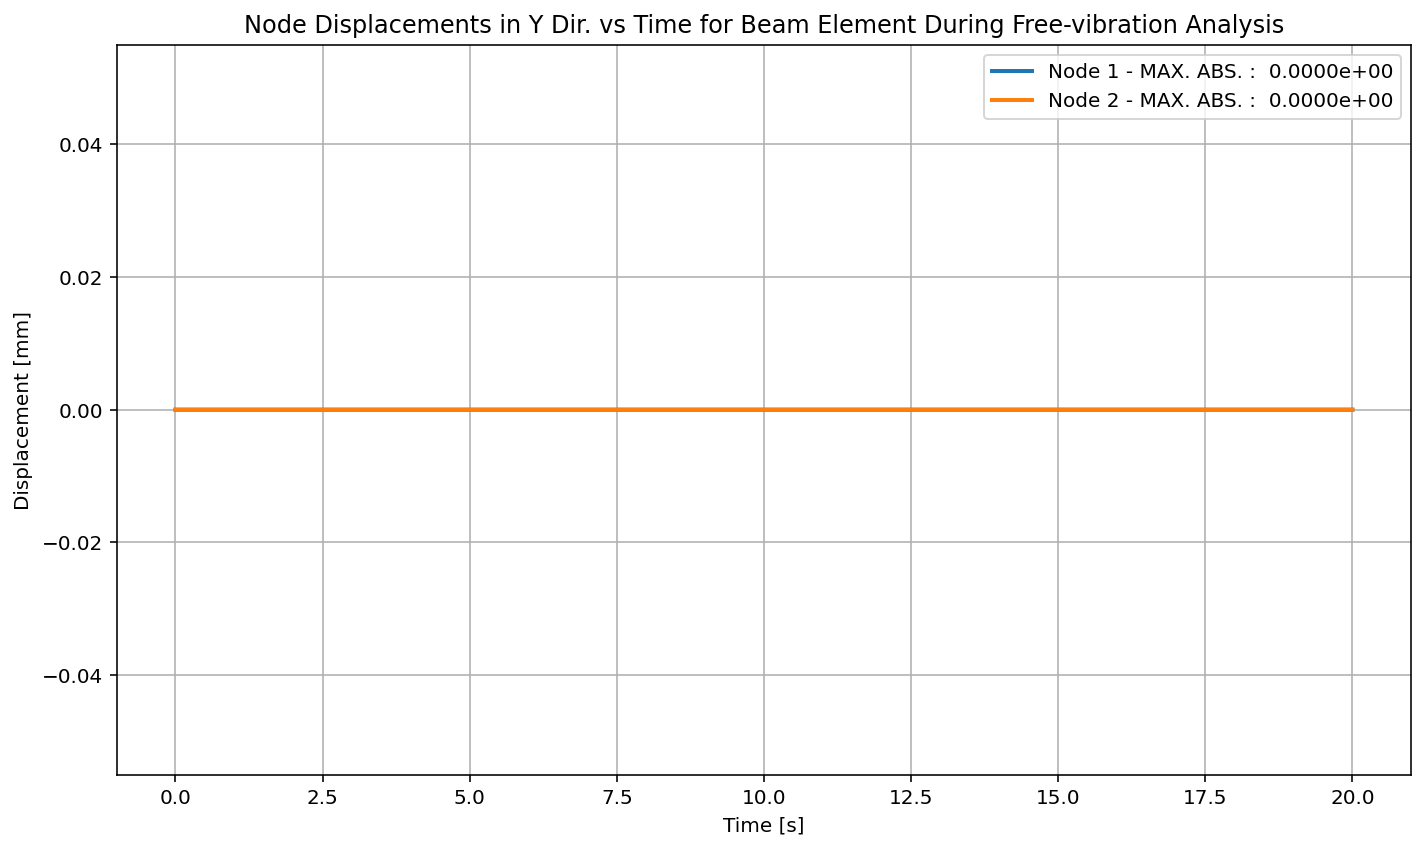 Node Displacements in Y Dir. vs Time for Beam Element During Free-vibration Analysis
Node 1 - MAX. ABS. :  0.0000e+00
Node 2 - MAX. ABS. :  0.0000e+00
0.04
0.02
0.00
−0.02
−0.04
Displacement [mm]
0.0 2.5 5.0 7.5 10.0 12.5 15.0 17.5 20.0
Time [s]